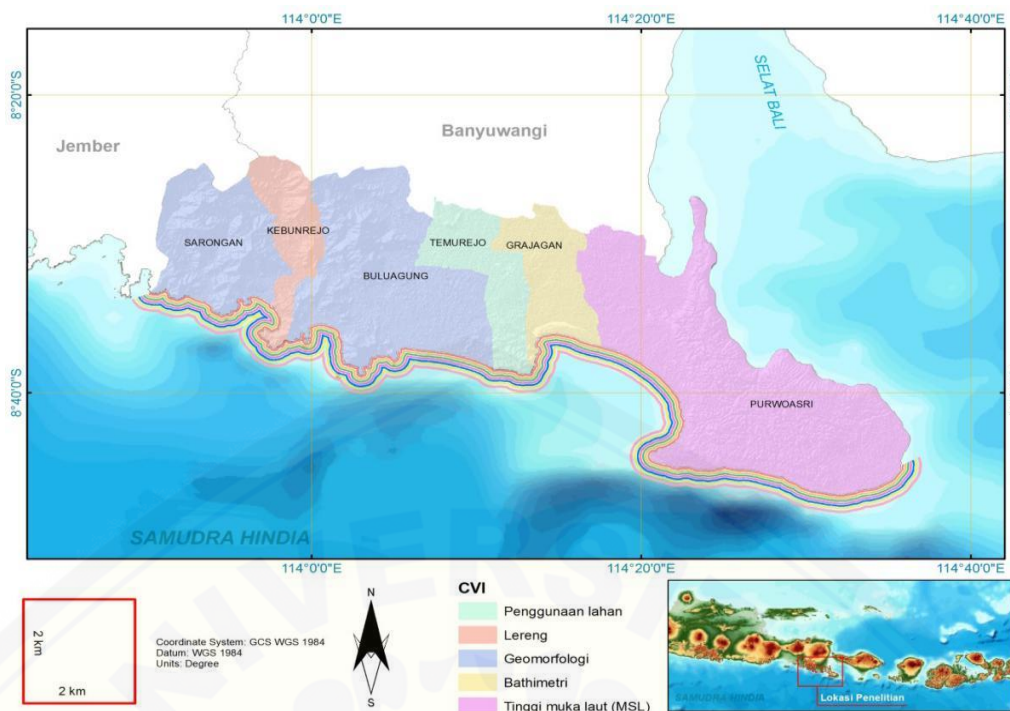 114°0'0"E 114°20'0"E 114°40'0"E
8°20'0"S
8°40'0"S
SELAT BALI
Jember
Banyuwangi
SARONGAN
KEBUNREJO
BULUAGUNG
TEMUREJO
GRAJAGAN
PURWOASRI
SAMUDRA HINDIA
114°0'0"E 114°20'0"E 114°40'0"E
2 km
2 km
Coordinate System: GCS WGS 1984
Datum: WGS 1984
Units: Degree
N
S
CVI
Penggunaan lahan
Lereng
Geomorfologi
Bathimetri
Tinggi muka laut (MSL)
SAMUDRA HINDIA
Lokasi Penelitian